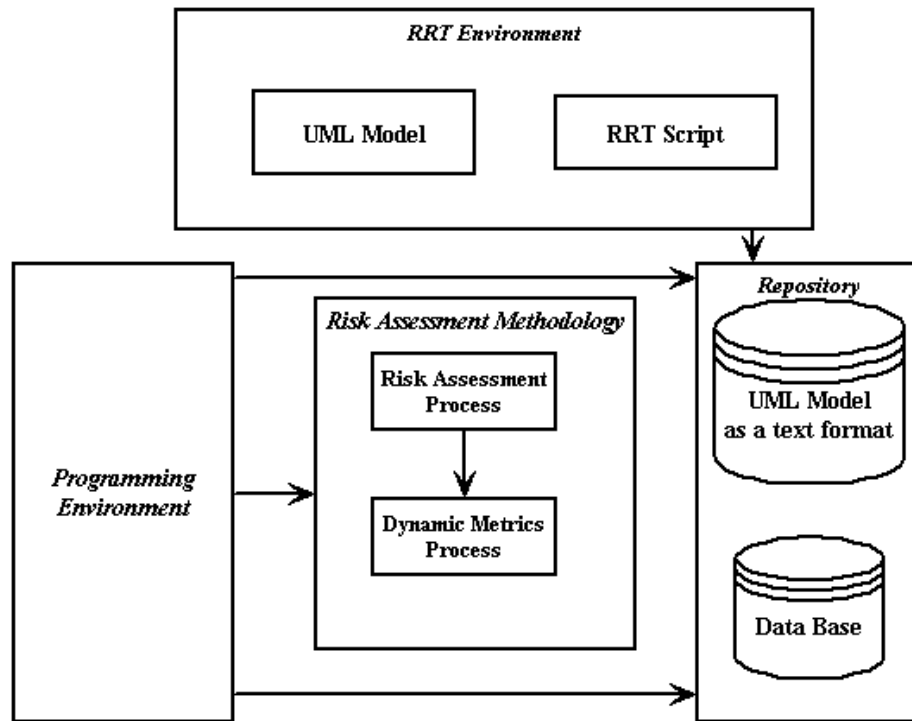 RRT Environment
UML Model
RRT Script
Repository
Risk Assessment Methodology
Risk Assessment
Process
UML Model
as a text format
Programming
Environment
Dynamic Metrics
Process
Data Base